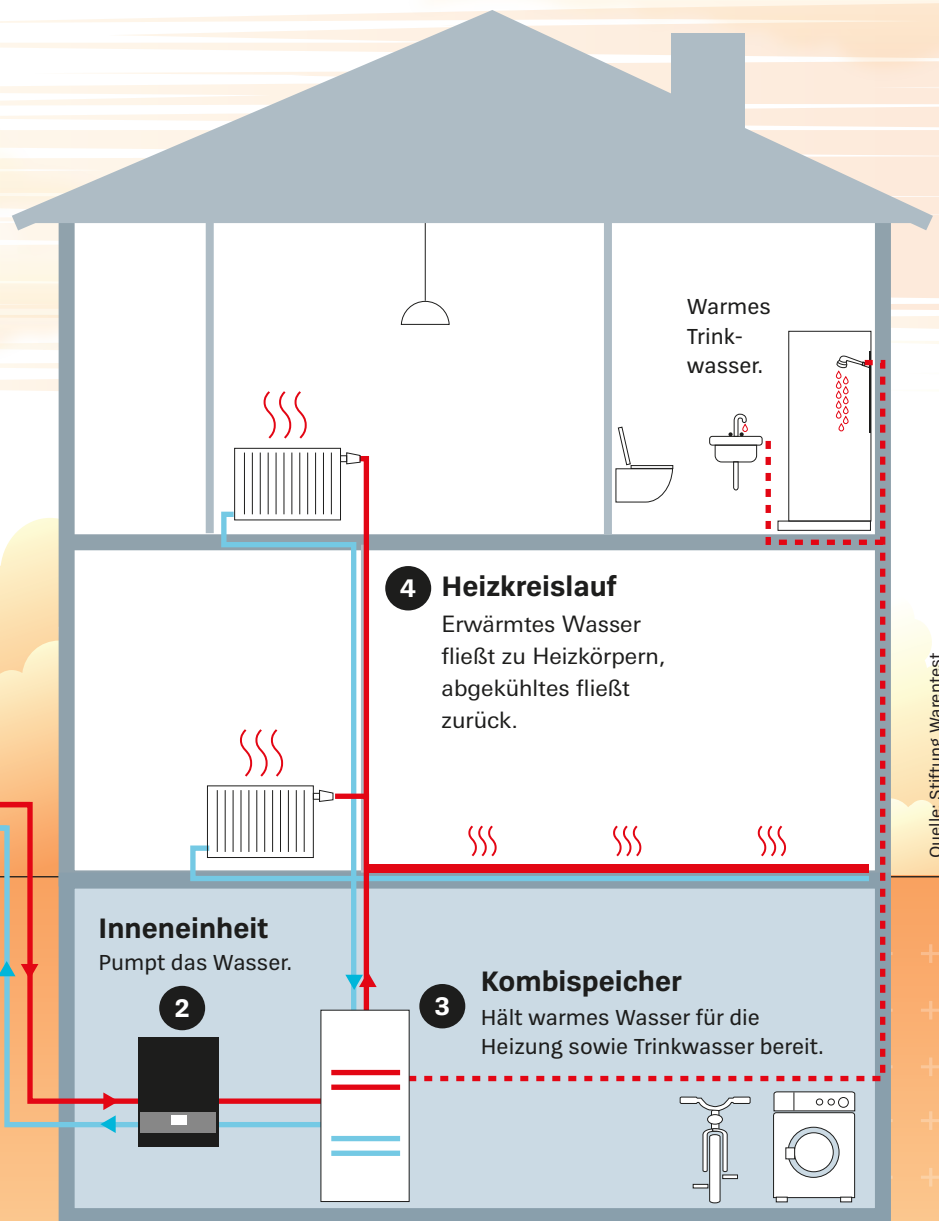 Warmes
Trink-
wasser.
4 Heizkreislauf
Erwärmtes Wasser
fließt zu Heizkörpern,
abgekühltes fließt
zurück.
Quelle: Stiftung Warentest
Inneneinheit
Pumpt das Wasser.
2
3
Kombispeicher
Hält warmes Wasser für die
Heizung sowie Trinkwasser bereit.